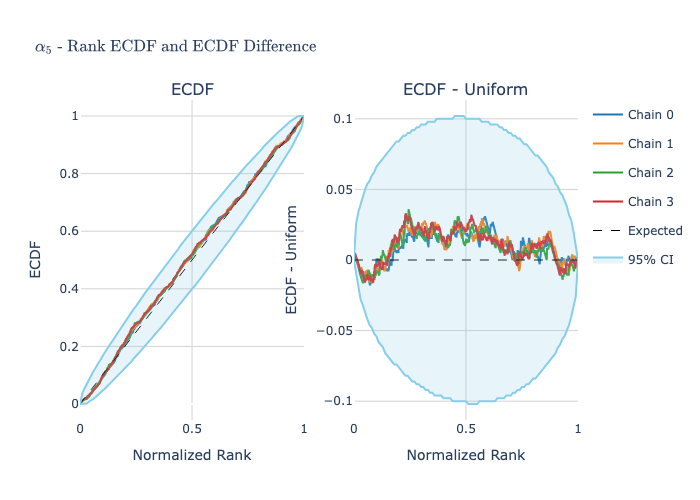 α₅ - Rank ECDF and ECDF Difference
ECDF
ECDF - Uniform
ECDF
1
0.8
0.6
0.4
0.2
0
0
0.5
1
Normalized Rank
ECDF - Uniform
0.1
0.05
0
−0.05
−0.1
0
0.5
1
Normalized Rank
Chain 0
Chain 1
Chain 2
Chain 3
Expected
95% CI